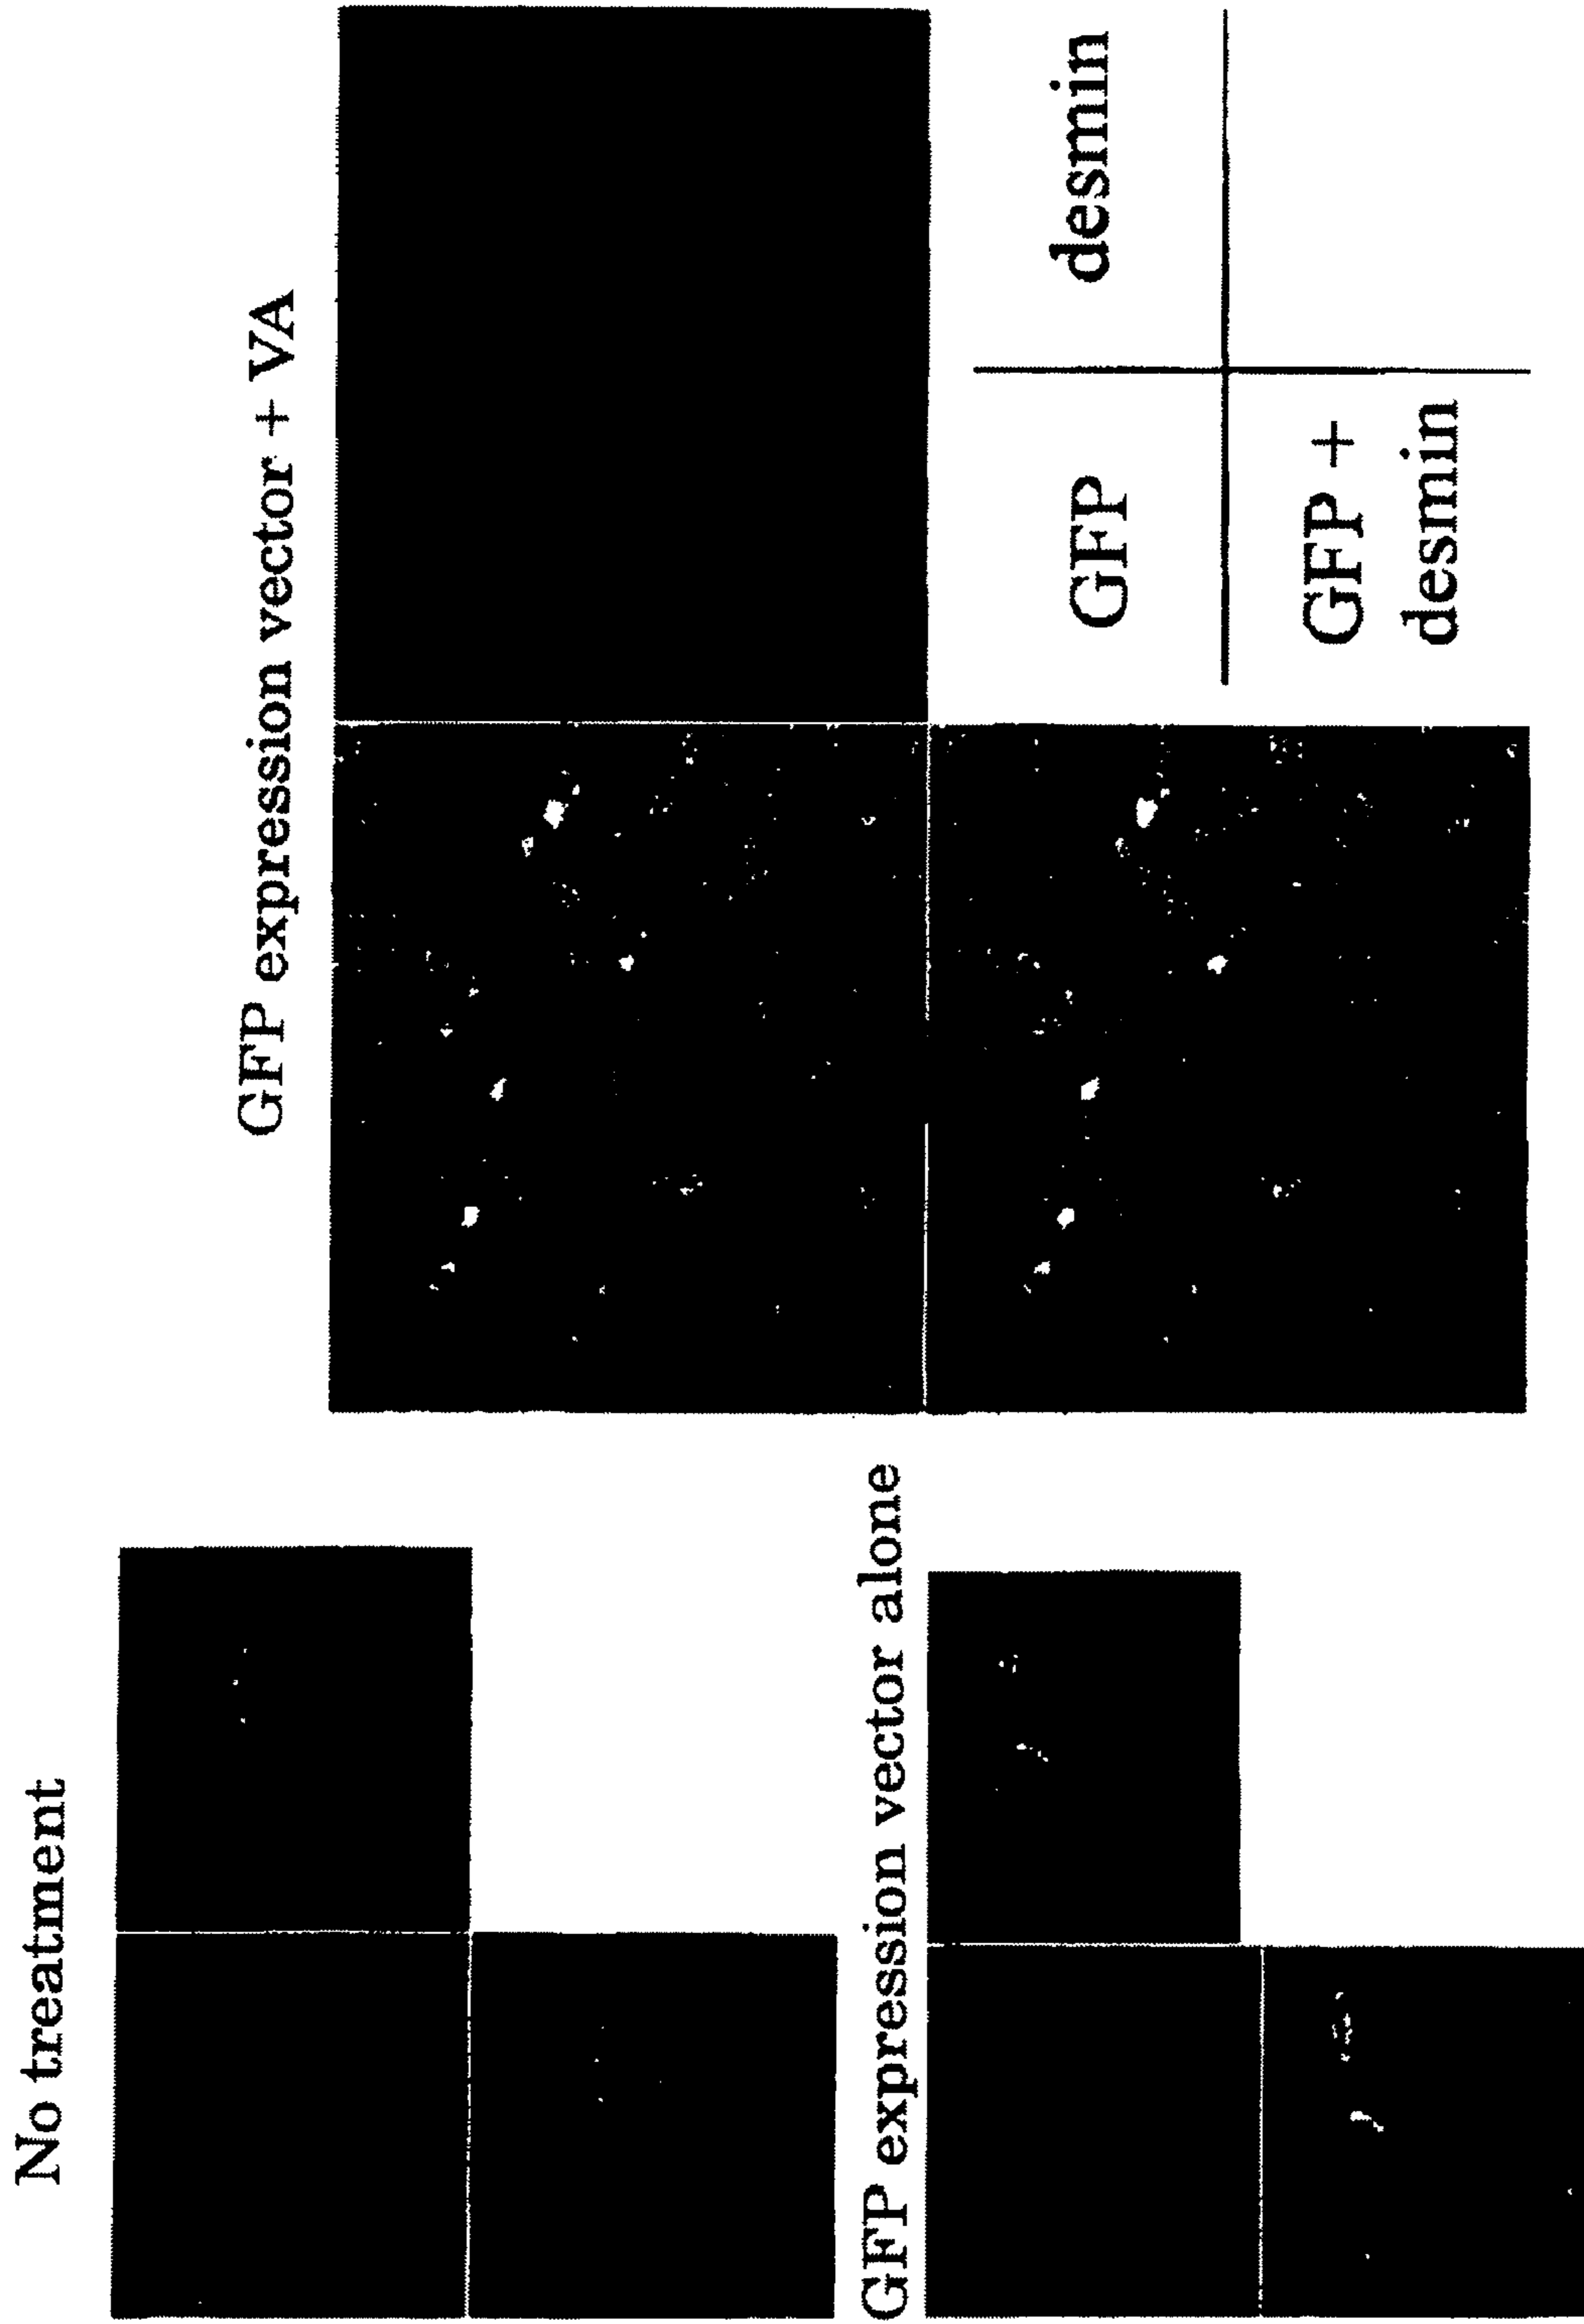 No treatment
GFP expression vector alone
GFP expression vector + VA
GFP
desmin
GFP +
desmin